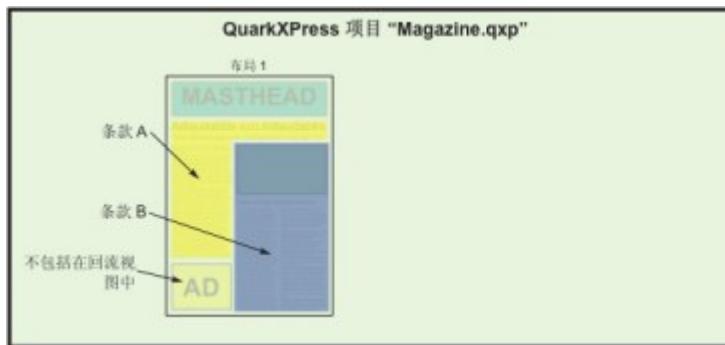 QuarkXPress 项目 “Magazine.qxp”
布局 1
MASTHEAD
条款 A
条款 B
不包括在回流视
图中
AD